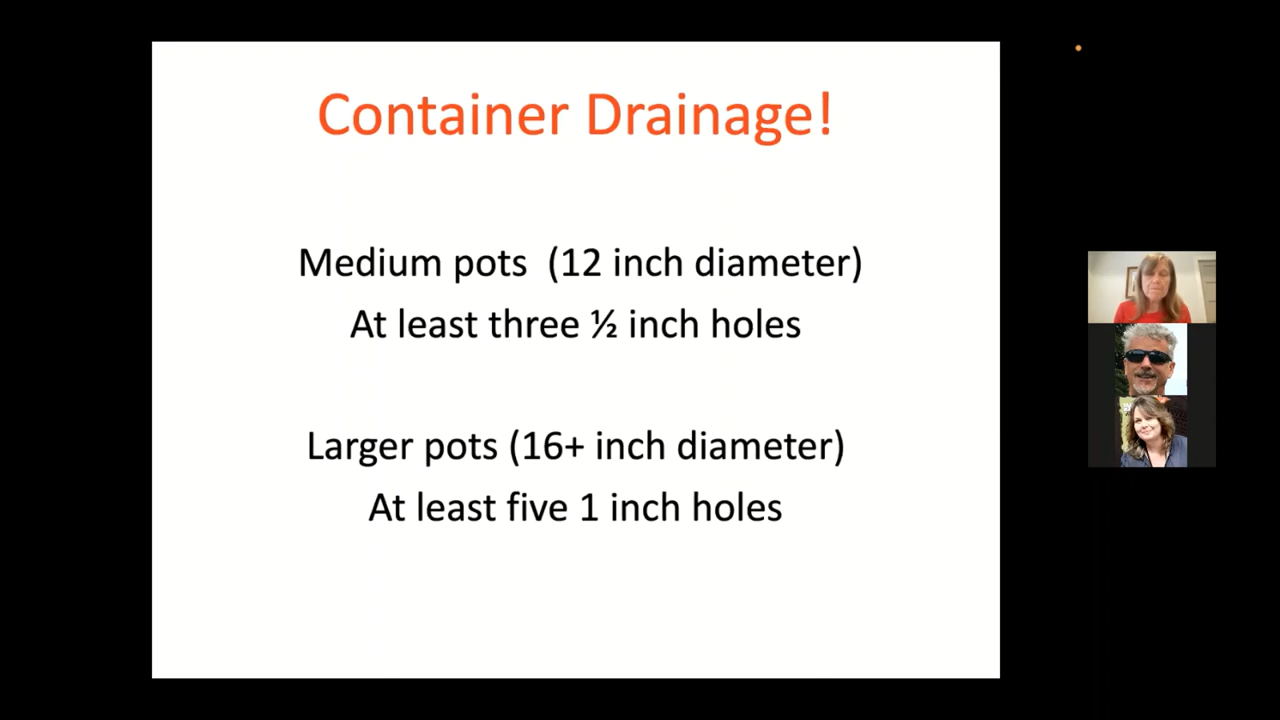 Container Drainage!
Medium pots  (12 inch diameter)
At least three ½ inch holes
Larger pots (16+ inch diameter)
At least five 1 inch holes